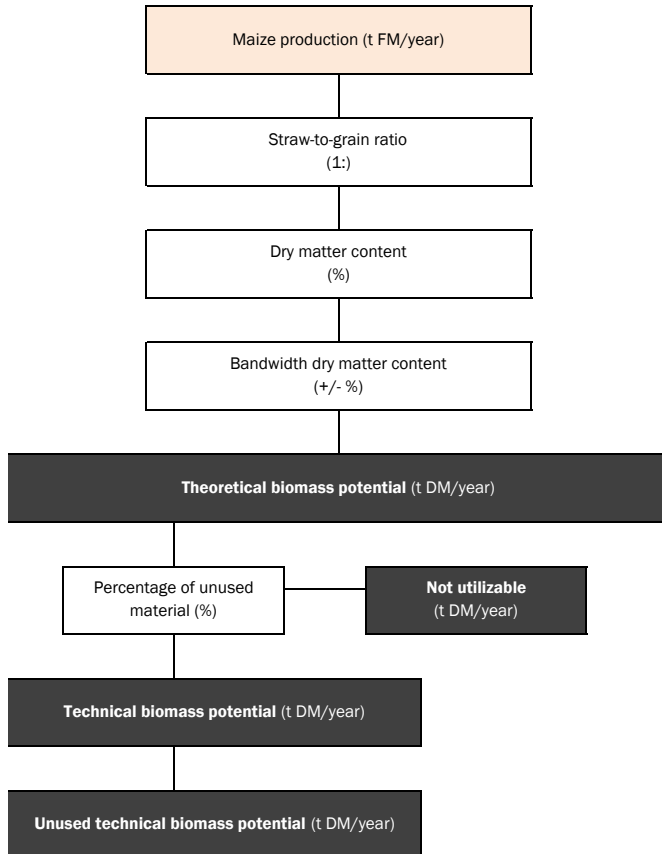 Maize production (t FM/year)
Straw-to-grain ratio
(1:)
Dry matter content
(%)
Bandwidth dry matter content
(+/- %)
Theoretical biomass potential (t DM/year)
Percentage of unused
material (%)
Not utilizable
(t DM/year)
Technical biomass potential (t DM/year)
Unused technical biomass potential (t DM/year)